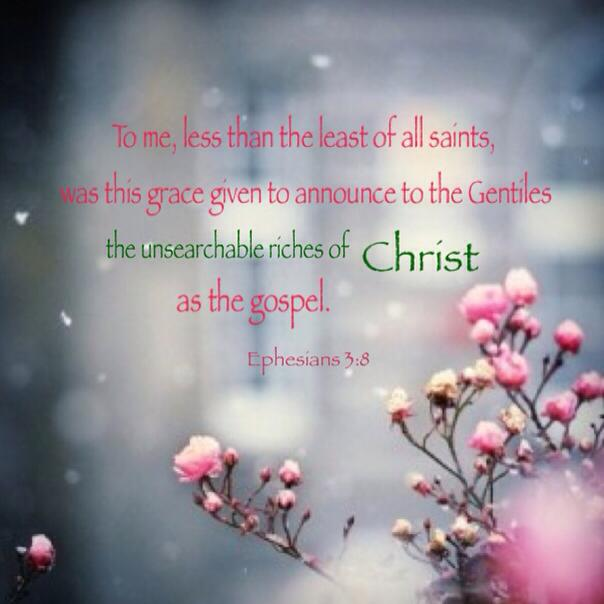 To me, less than the least of all saints,
was this grace given to announce to the Gentiles
the unsearchable riches of Christ
as the gospel.
Ephesians 3:8